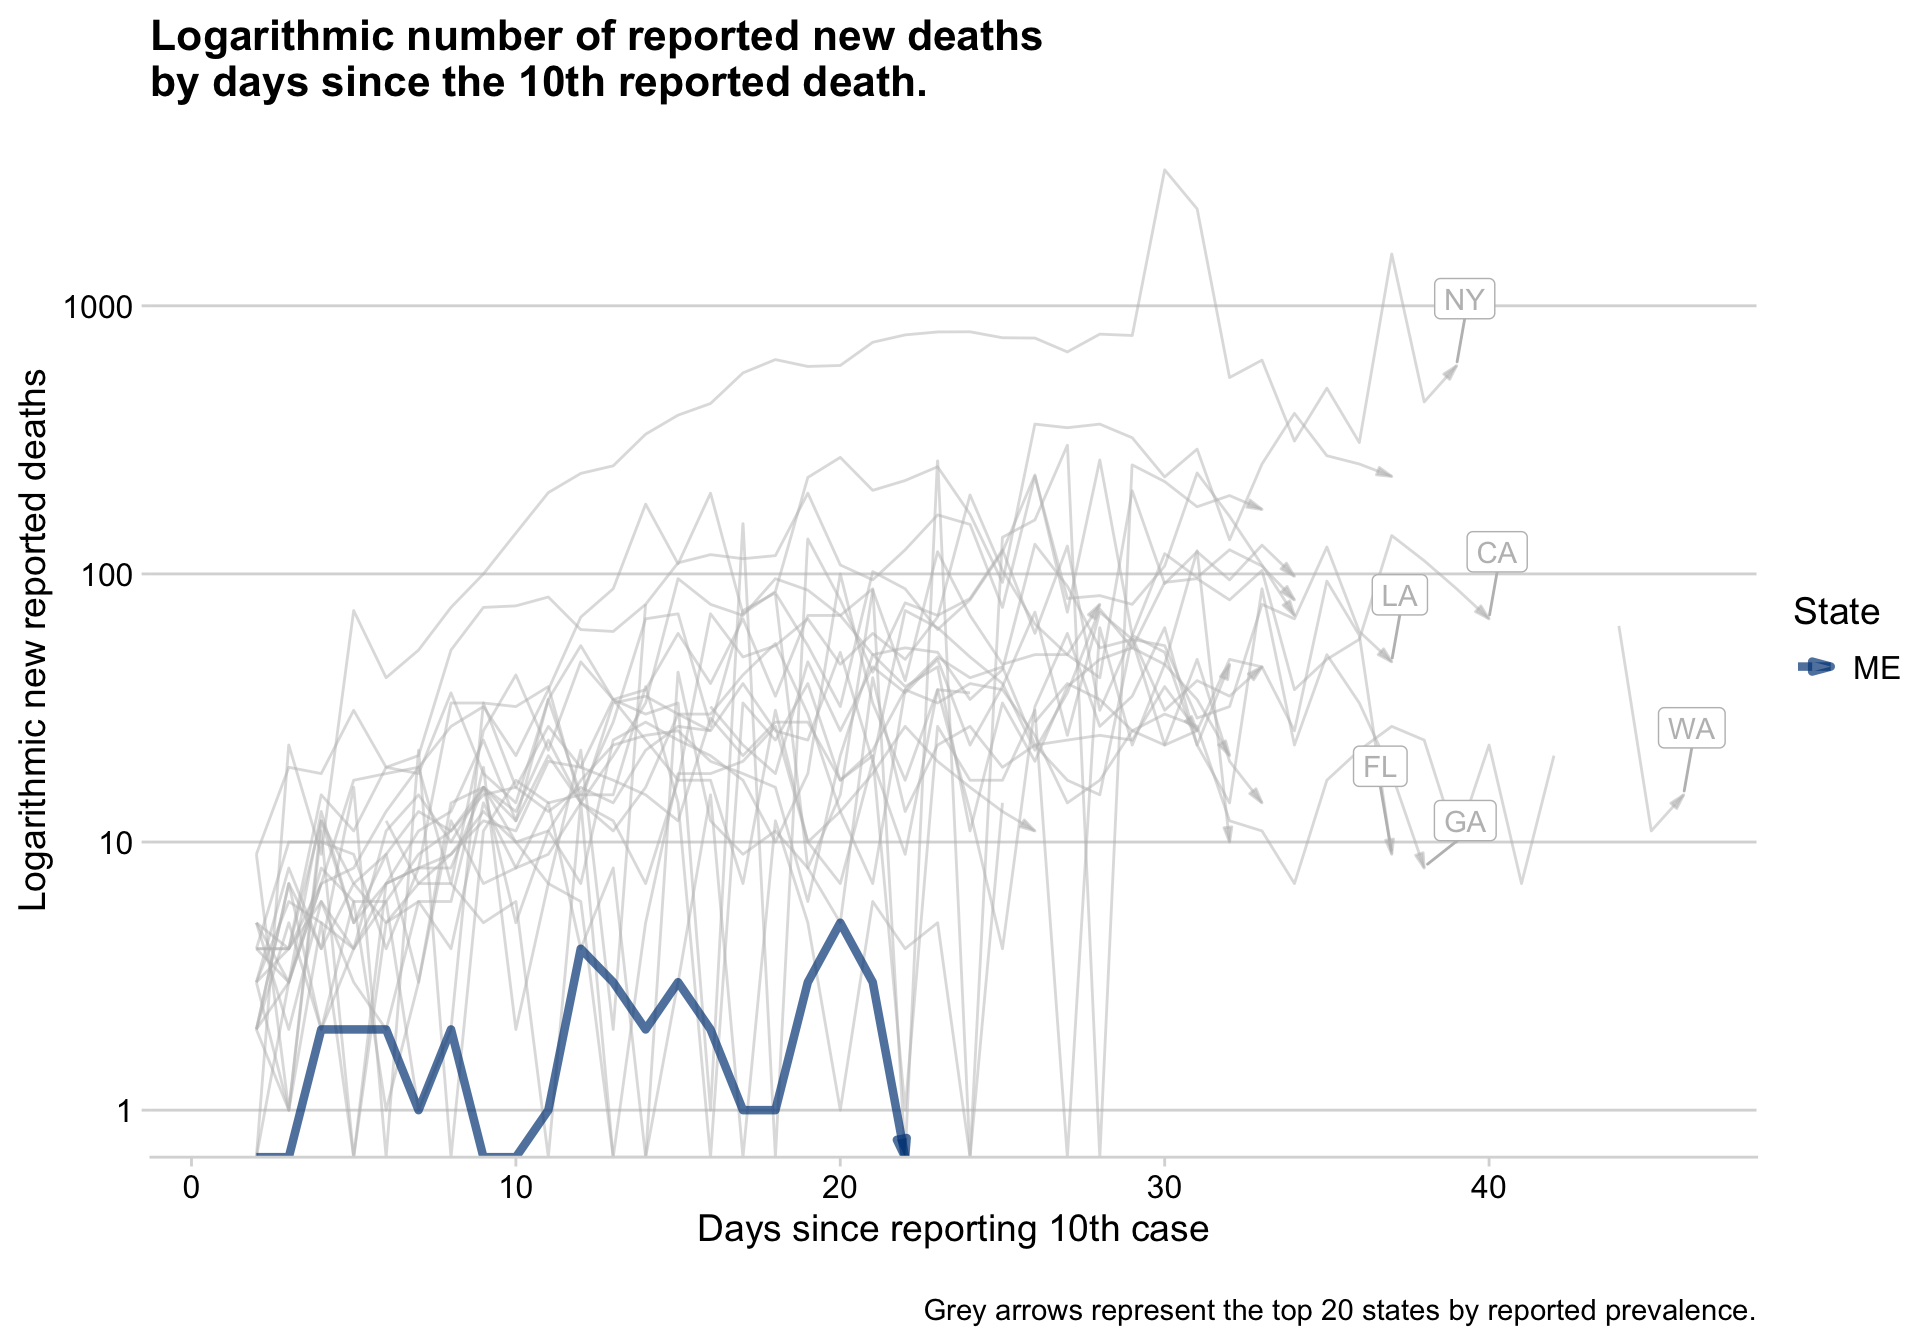 Logarithmic number of reported new deaths
by days since the 10th reported death.
Logarithmic new reported deaths
1000
100
10
1
NY
CA
LA
WA
FL
GA
State
ME
0
10
20
30
40
Days since reporting 10th case
Grey arrows represent the top 20 states by reported prevalence.